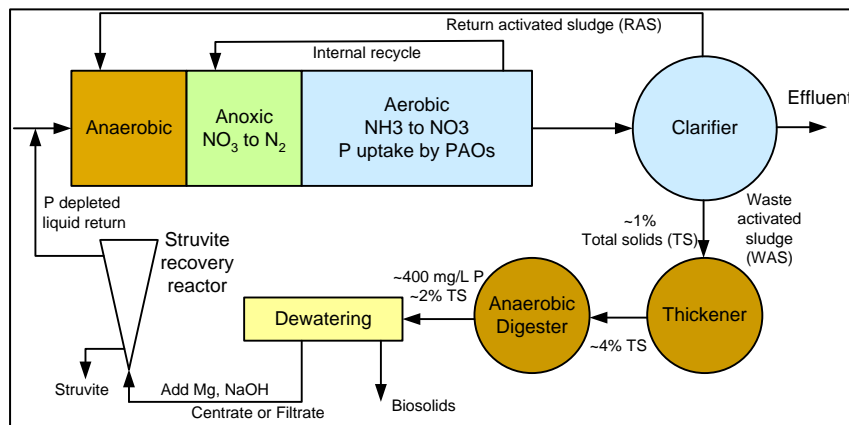 Return activated sludge (RAS)
Internal recycle
Anaerobic
Anoxic
NO3 to N2
Aerobic
NH3 to NO3
P uptake by PAOs
Clarifier
Effluent
P depleted
liquid return
Struvite
recovery
reactor
~1%
Total solids (TS)
Waste
activated
sludge
(WAS)
~400 mg/L P
~2% TS
Dewatering
Anaerobic
Digester
~4% TS
Thickener
Struvite
Add Mg, NaOH
Centrate or Filtrate
Biosolids